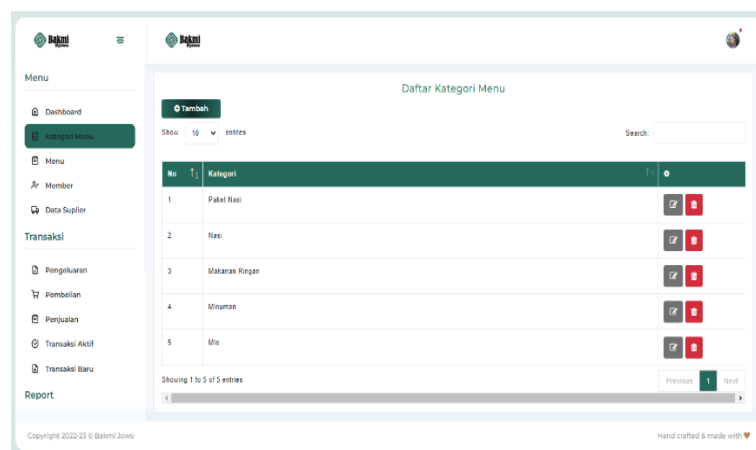 Bakmi
Jowo
Bakmi
Jowo
Menu
Dashboard
Kategori Menu
Menu
Member
Data Suplier
Transaksi
Pengeluaran
Pembelian
Penjualan
Transaksi Aktif
Transaksi Baru
Report
Daftar Kategori Menu
Tambah
Show 10 entries
Search:
No Kategori
1 Paket Nasi
2 Nasi
3 Makanan Ringan
4 Minuman
5 Mie
Showing 1 to 5 of 5 entries
Previous 1 Next
Copyright 2022-23 © Bakmi Jowo
Hand crafted & made with